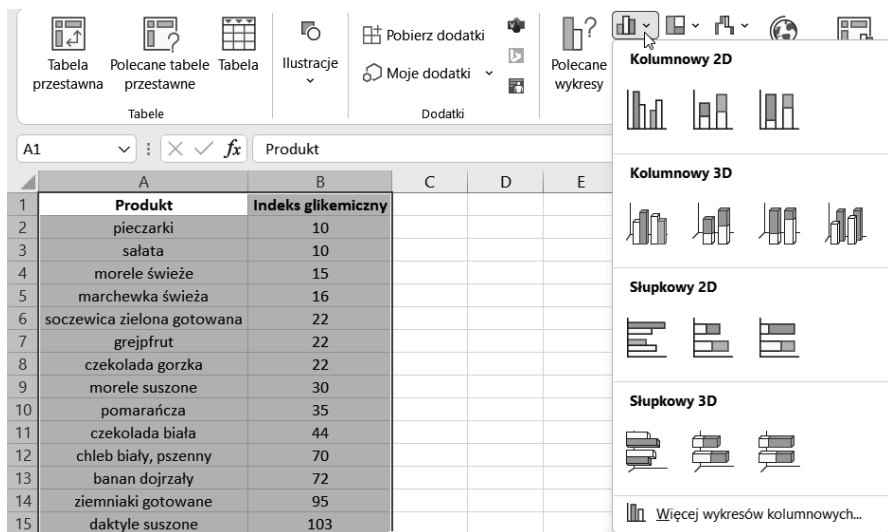 Tabela przestawna
Polecane tabele przestawne
Tabela
Tabele
Ilustracje
Pobierz dodatki
Moje dodatki
Dodatki
Polecane wykresy
A1
fx
Produkt
A B C D E
1 Produkt Indeks glikemiczny
2 pieczarki 10
3 sałata 10
4 morele świeże 15
5 marchewka świeża 16
6 soczewica zielona gotowana 22
7 grejpfrut 22
8 czekolada gorzka 22
9 morele suszone 30
10 pomarańcza 35
11 czekolada biała 44
12 chleb biały, pszenny 70
13 banan dojrzały 72
14 ziemniaki gotowane 95
15 daktyle suszone 103
Kolumnowy 2D
Kolumnowy 3D
Słupkowy 2D
Słupkowy 3D
Więcej wykresów kolumnowych...